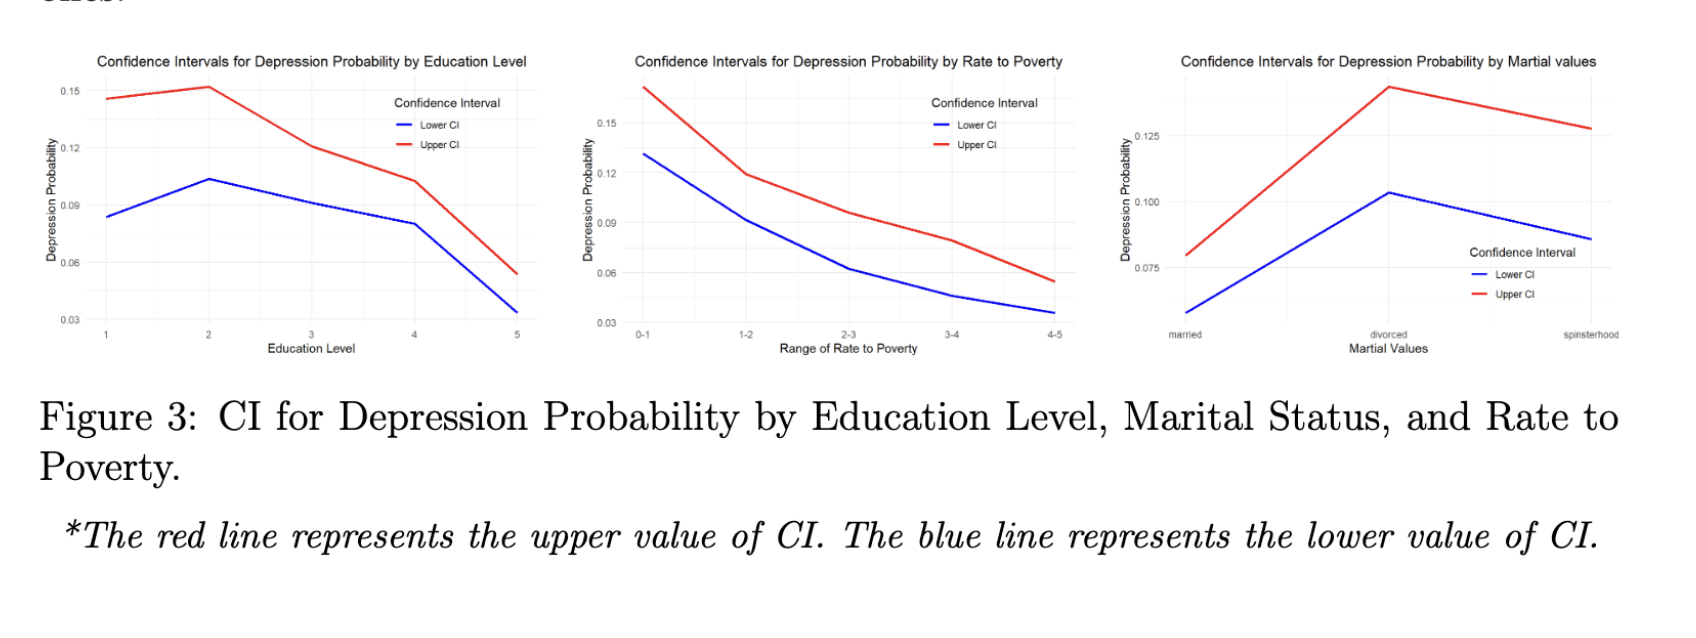 Confidence Intervals for Depression Probability by Education Level
Depression Probability
0.15
0.12
0.09
0.06
0.03
Confidence Interval
Lower CI
Upper CI
1 2 3 4 5
Education Level
Confidence Intervals for Depression Probability by Rate to Poverty
Depression Probability
0.15
0.12
0.09
0.06
0.03
Confidence Interval
Lower CI
Upper CI
0-1 1-2 2-3 3-4 4-5
Range of Rate to Poverty
Confidence Intervals for Depression Probability by Martial values
Depression Probability
0.125
0.100
0.075
Confidence Interval
Lower CI
Upper CI
married divorced spinsterhood
Martial Values
Figure 3: CI for Depression Probability by Education Level, Marital Status, and Rate to
Poverty.
*The red line represents the upper value of CI. The blue line represents the lower value of CI.